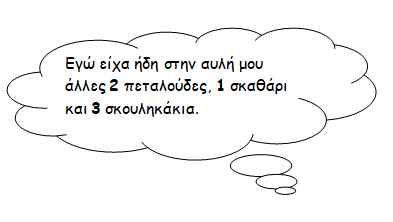 Εγώ είχα ήδη στην αυλή μου
άλλες 2 πεταλούδες, 1 σκαθάρι
και 3 σκουληκάκια.